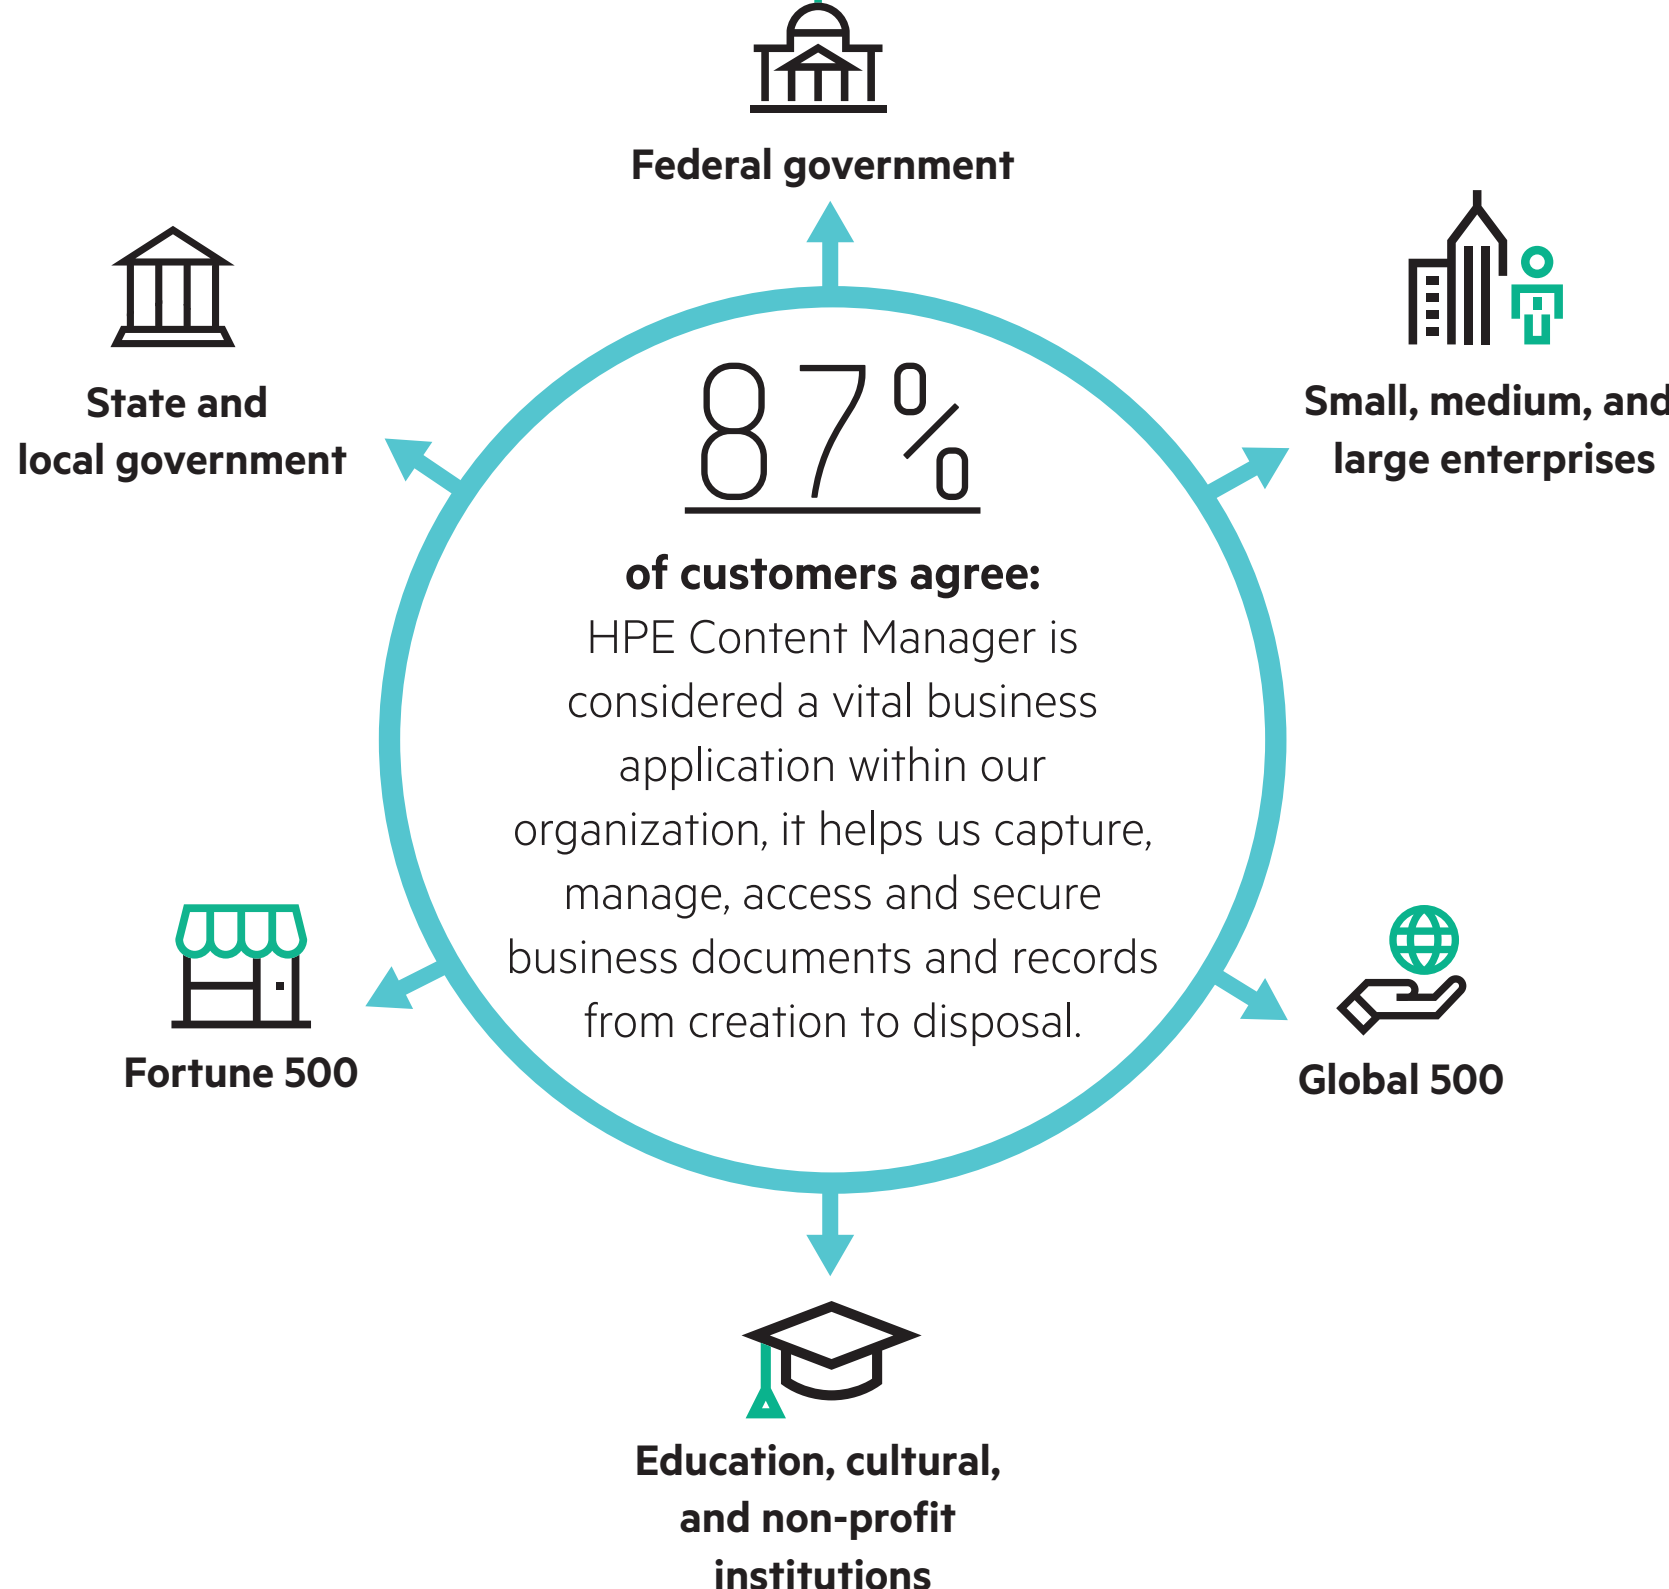 Federal government
State and
local government
Small, medium, and
large enterprises
87%
of customers agree:
HPE Content Manager is
considered a vital business
application within our
organization, it helps us capture,
manage, access and secure
business documents and records
from creation to disposal.
Fortune 500
Global 500
Education, cultural,
and non-profit
institutions